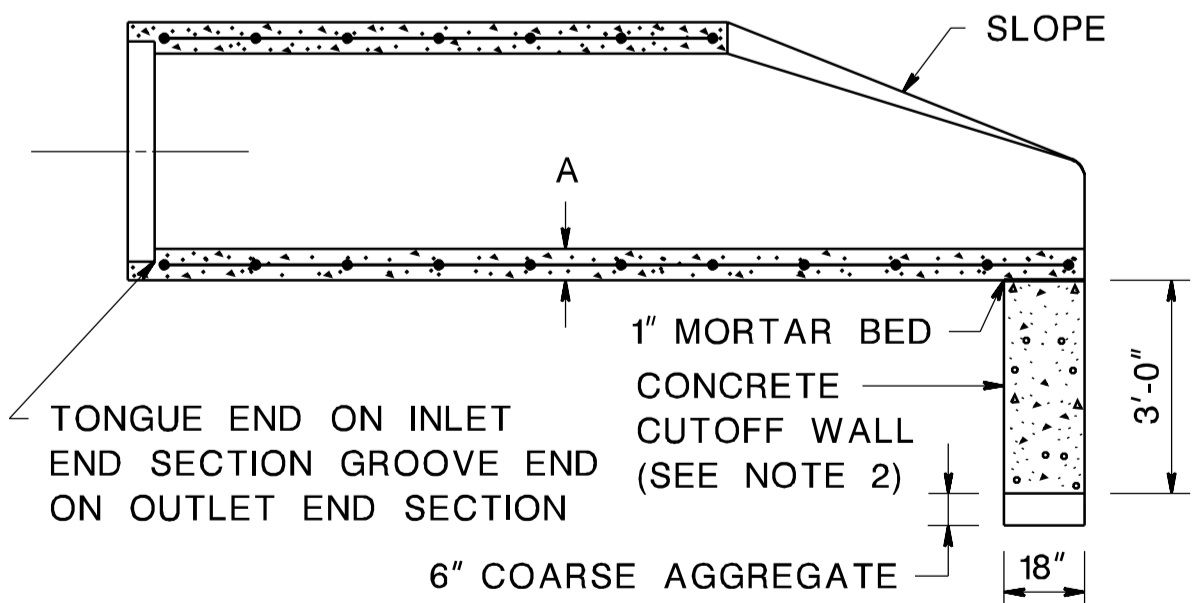 SLOPE
A
1" MORTAR BED
CONCRETE
CUTOFF WALL
(SEE NOTE 2)
3'-0"
TONGUE END ON INLET
END SECTION GROOVE END
ON OUTLET END SECTION
6" COARSE AGGREGATE
18"